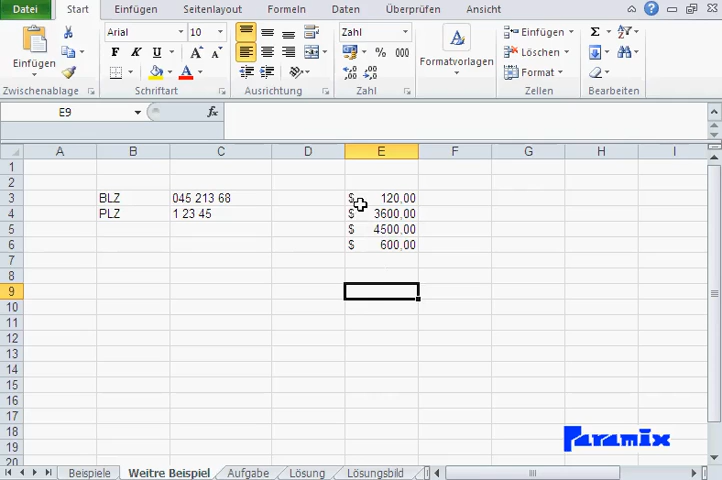 Datei Start Einfügen Seitenlayout Formeln Daten Überprüfen Ansicht
Arial 10 Zahl Einfügen Σ
Einfügen F K U A A % 000 Formatvorlagen Löschen
A Format
Zwischenablage Schriftart Ausrichtung Zahl Zellen Bearbeiten
E9 fx
A B C D E F G H I
1
2
3 BLZ 045 213 68 $ 120,00
4 PLZ 1 23 45 $ 3600,00
5 $ 4500,00
6 $ 600,00
7
8
9
10
11
12
13
14
15
16
17
18 Paramix
19
20
Beispiele Weitre Beispiel Aufgabe Lösung Lösungsbild